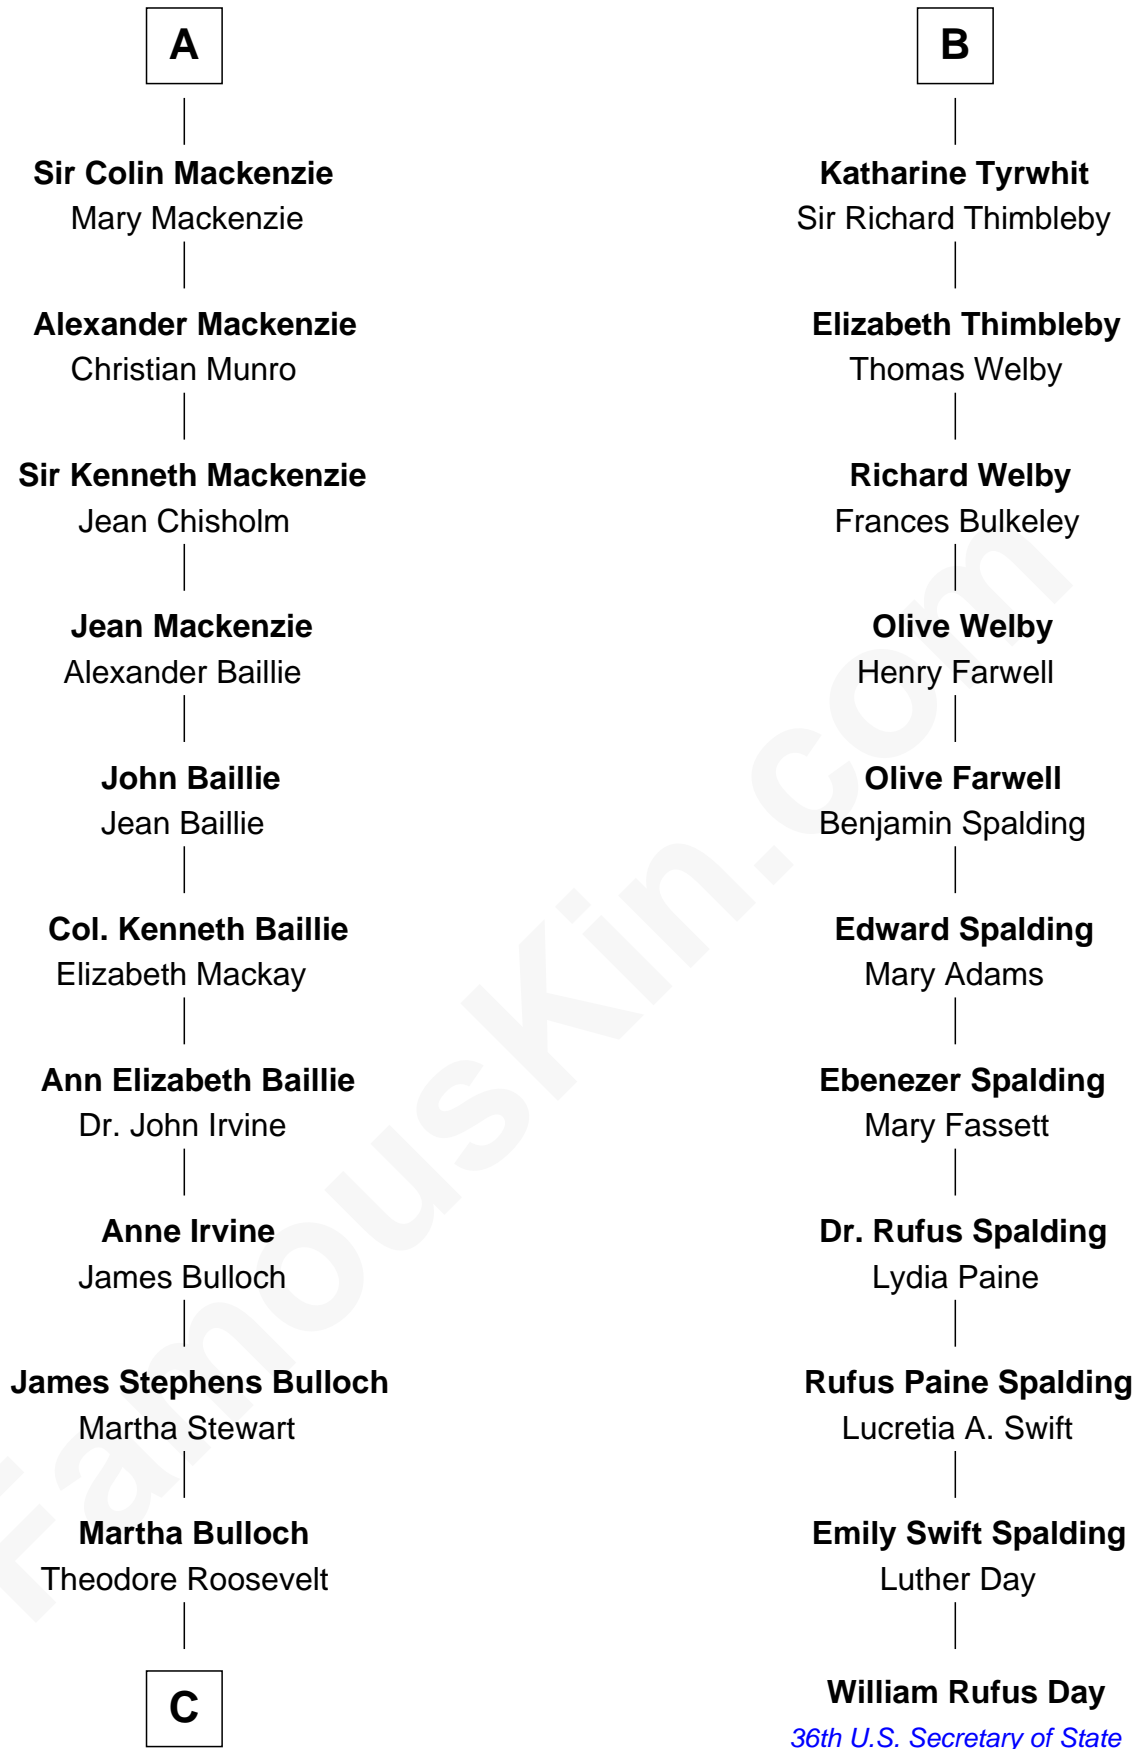 A
Sir Colin Mackenzie
Mary Mackenzie
Alexander Mackenzie
Christian Munro
Sir Kenneth Mackenzie
Jean Chisholm
Jean Mackenzie
Alexander Baillie
John Baillie
Jean Baillie
Col. Kenneth Baillie
Elizabeth Mackay
Ann Elizabeth Baillie
Dr. John Irvine
Anne Irvine
James Bulloch
James Stephens Bulloch
Martha Stewart
Martha Bulloch
Theodore Roosevelt
C
B
Katharine Tyrwhit
Sir Richard Thimbleby
Elizabeth Thimbleby
Thomas Welby
Richard Welby
Frances Bulkeley
Olive Welby
Henry Farwell
Olive Farwell
Benjamin Spalding
Edward Spalding
Mary Adams
Ebenezer Spalding
Mary Fassett
Dr. Rufus Spalding
Lydia Paine
Rufus Paine Spalding
Lucretia A. Swift
Emily Swift Spalding
Luther Day
William Rufus Day
36th U.S. Secretary of State
FamousKin.com